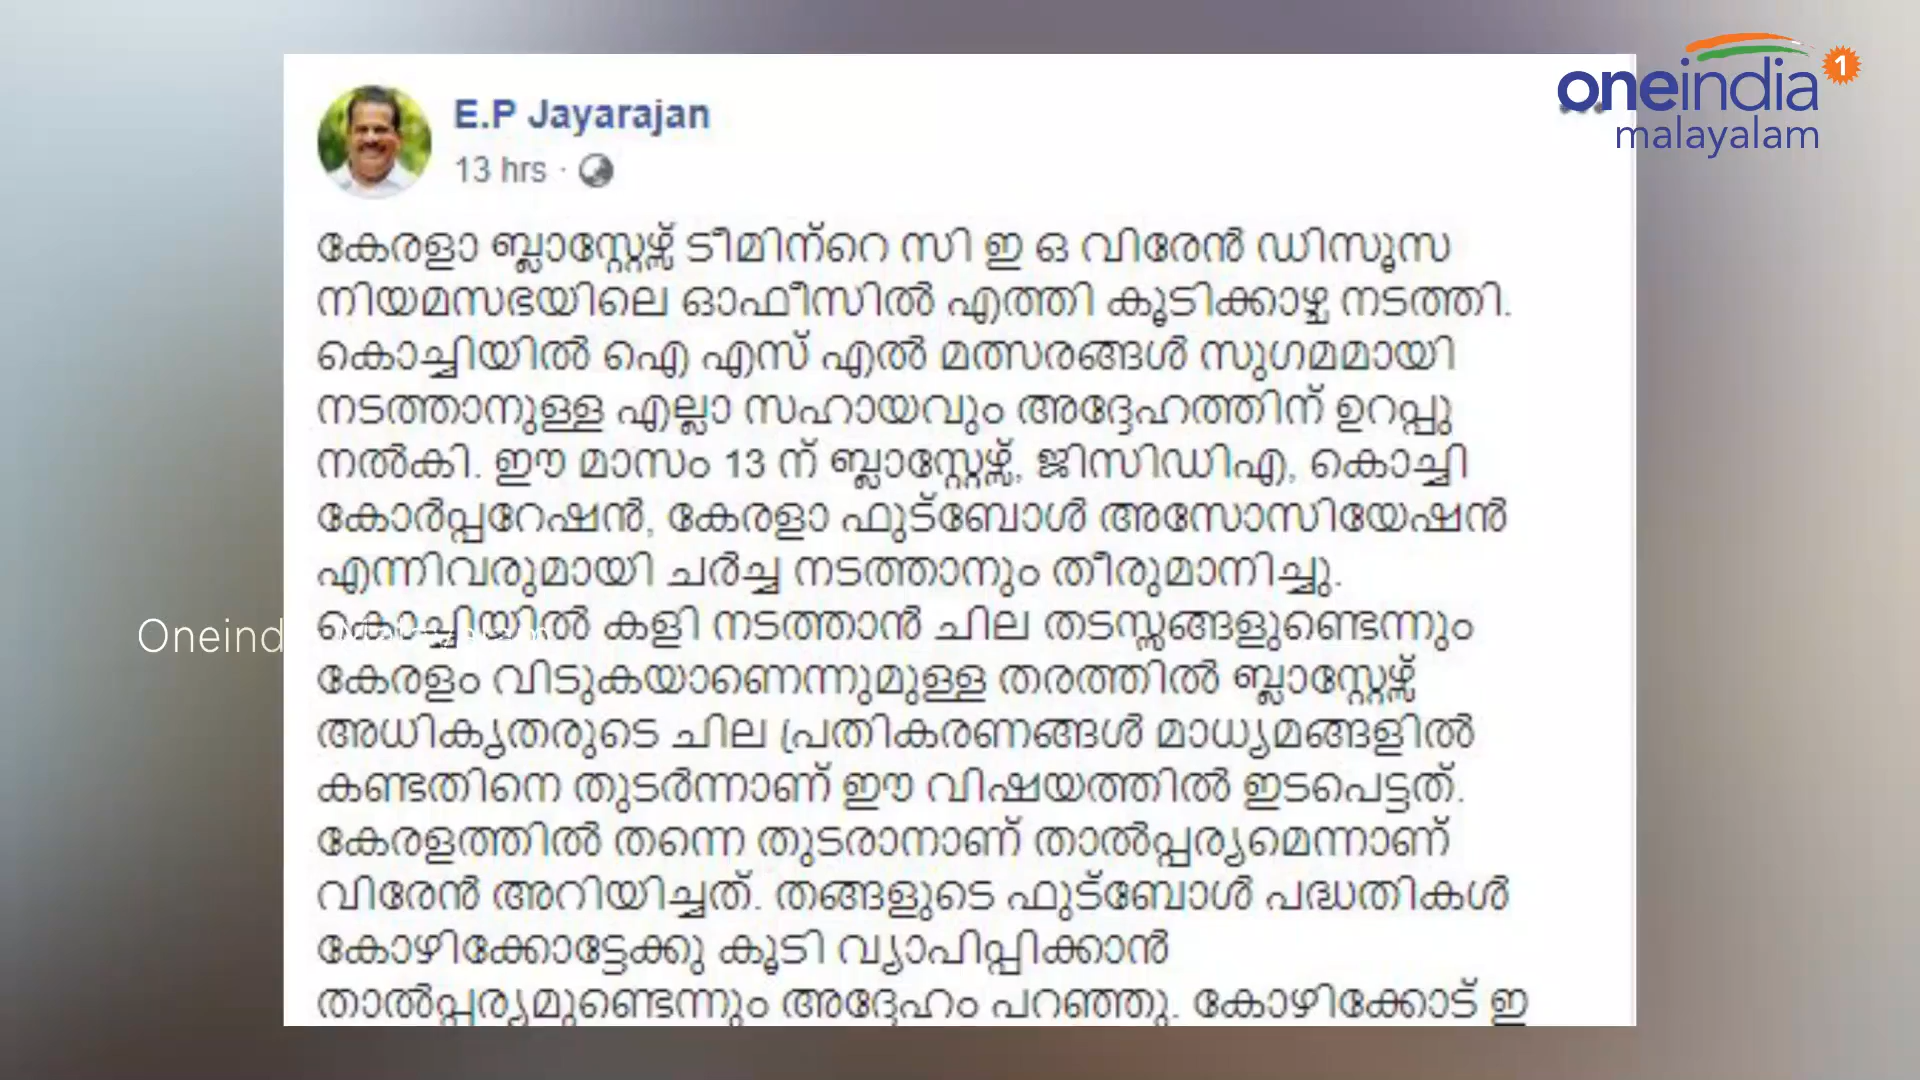 E.P Jayarajan
13 hrs ·
oneindia 1
malayalam
കേരളാ ബ്ലാസ്റ്റേഴ്സ് ടീമിന്റെ സി ഇ ഒ വിരേൻ ഡിസൂസ
നിയമസഭയിലെ ഓഫീസിൽ എത്തി കൂടിക്കാഴ്ച നടത്തി.
കൊച്ചിയിൽ ഐ എസ് എൽ മത്സരങ്ങൾ സുഗമമായി
നടത്താനുള്ള എല്ലാ സഹായവും അദ്ദേഹത്തിന് ഉറപ്പു
നൽകി. ഈ മാസം 13 ന് ബ്ലാസ്റ്റേഴ്സ്, ജിസിഡിഎ, കൊച്ചി
കോർപ്പറേഷൻ, കേരളാ ഫുട്ബോൾ അസോസിയേഷൻ
എന്നിവരുമായി ചർച്ച നടത്താനും തീരുമാനിച്ചു.
കൊച്ചിയിൽ കളി നടത്താൻ ചില തടസ്സങ്ങളുണ്ടെന്നും
Oneindia Malayalam
കേരളം വിടുകയാണെന്നുമുള്ള തരത്തിൽ ബ്ലാസ്റ്റേഴ്സ്
അധികൃതരുടെ ചില പ്രതികരണങ്ങൾ മാധ്യമങ്ങളിൽ
കണ്ടതിനെ തുടർന്നാണ് ഈ വിഷയത്തിൽ ഇടപെട്ടത്.
കേരളത്തിൽ തന്നെ തുടരാനാണ് താൽപ്പര്യമെന്നാണ്
വിരേൻ അറിയിച്ചത്. തങ്ങളുടെ ഫുട്ബോൾ പദ്ധതികൾ
കോഴിക്കോട്ടേക്കു കൂടി വ്യാപിപ്പിക്കാൻ
താൽപ്പര്യമുണ്ടെന്നും അദ്ദേഹം പറഞ്ഞു. കോഴിക്കോട് ഇ